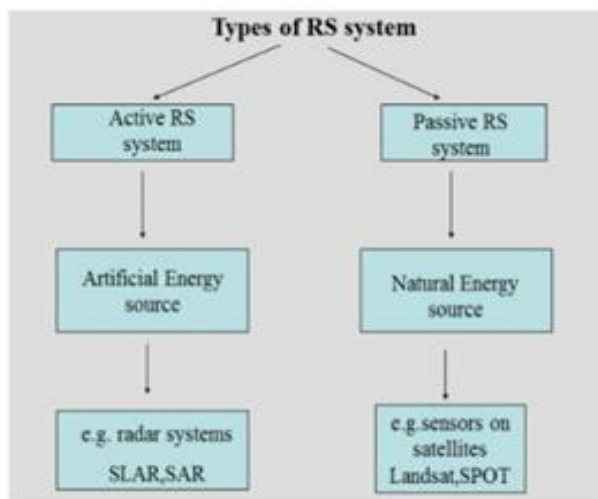 Types of RS system
Active RS
system
Passive RS
system
Artificial Energy
source
Natural Energy
source
e.g. radar systems
SLAR,SAR
e.g.sensors on
satellites
Landsat,SPOT